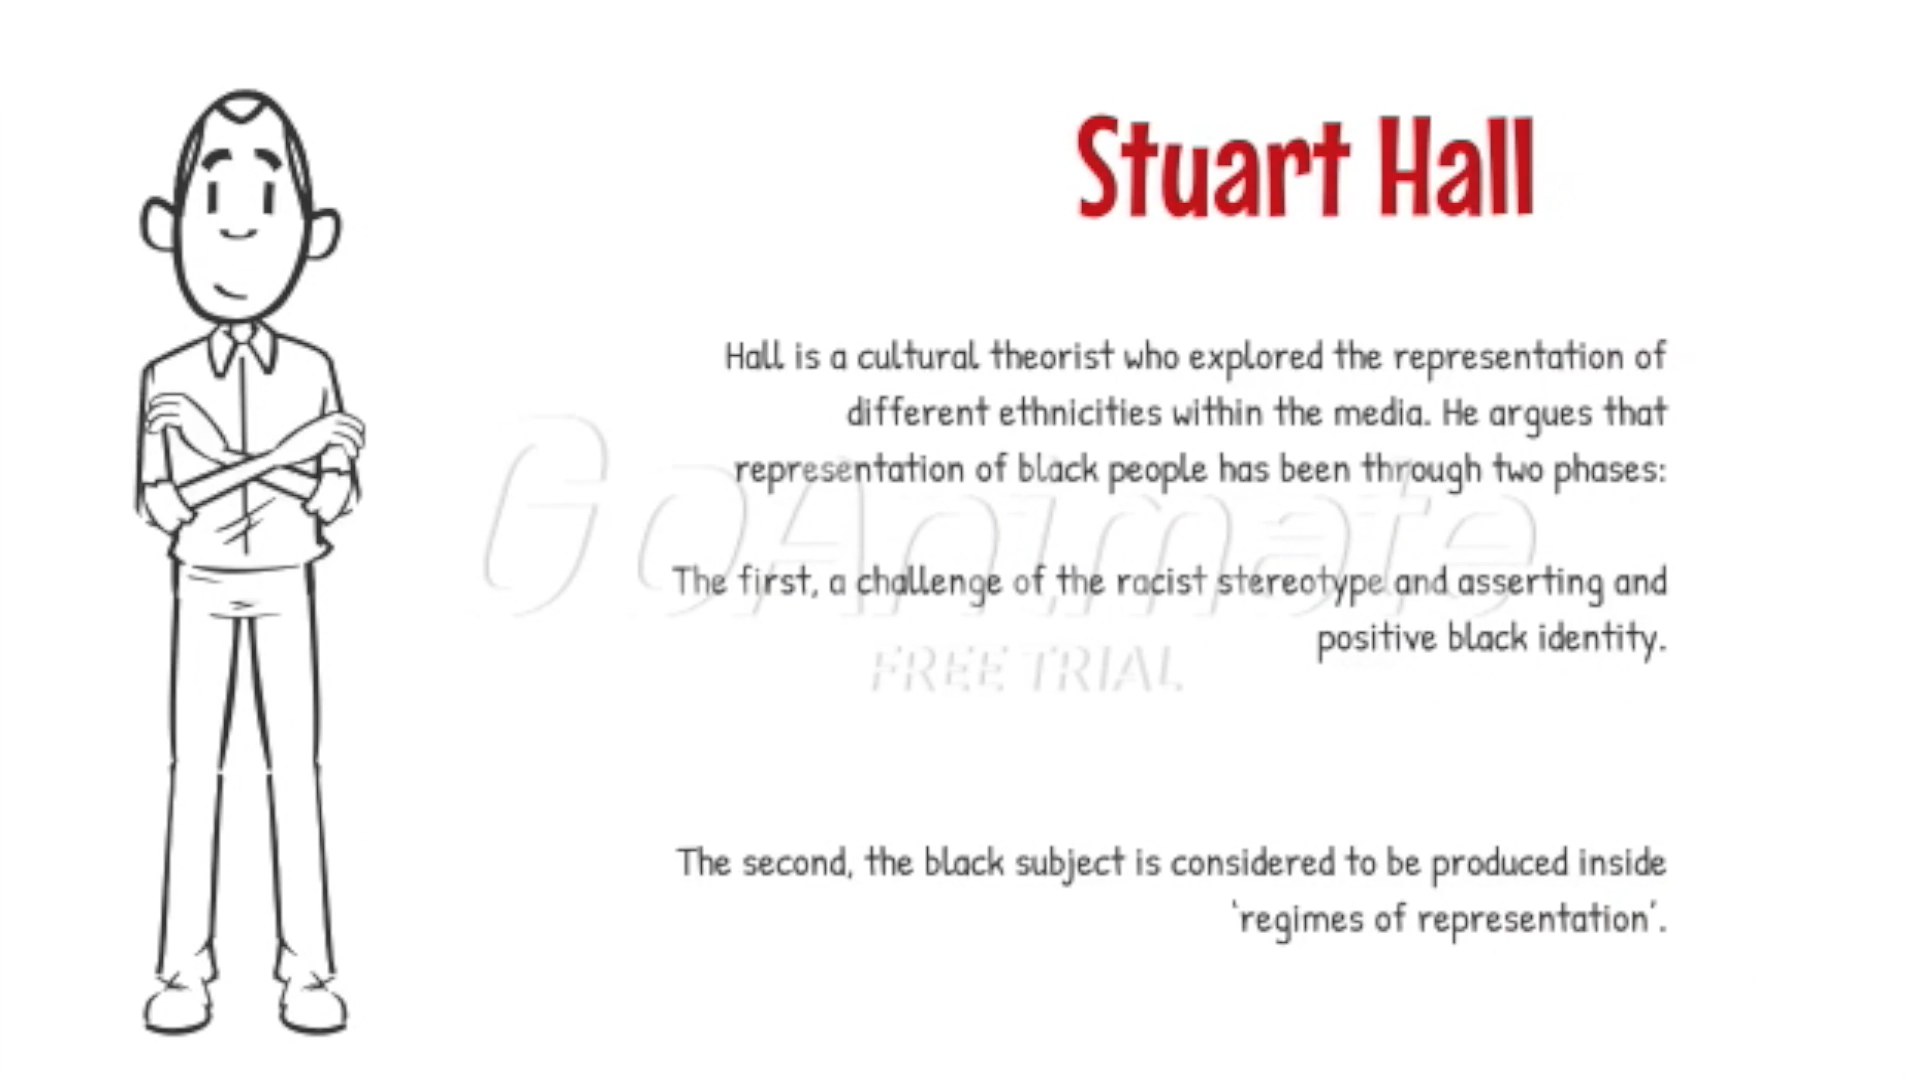 Stuart Hall
Hall is a cultural theorist who explored the representation of
different ethnicities within the media. He argues that
representation of black people has been through two phases:
GoAnimate
The first, a challenge of the racist stereotype and asserting and
positive black identity.
FREE TRIAL
The second, the black subject is considered to be produced inside
'regimes of representation'.